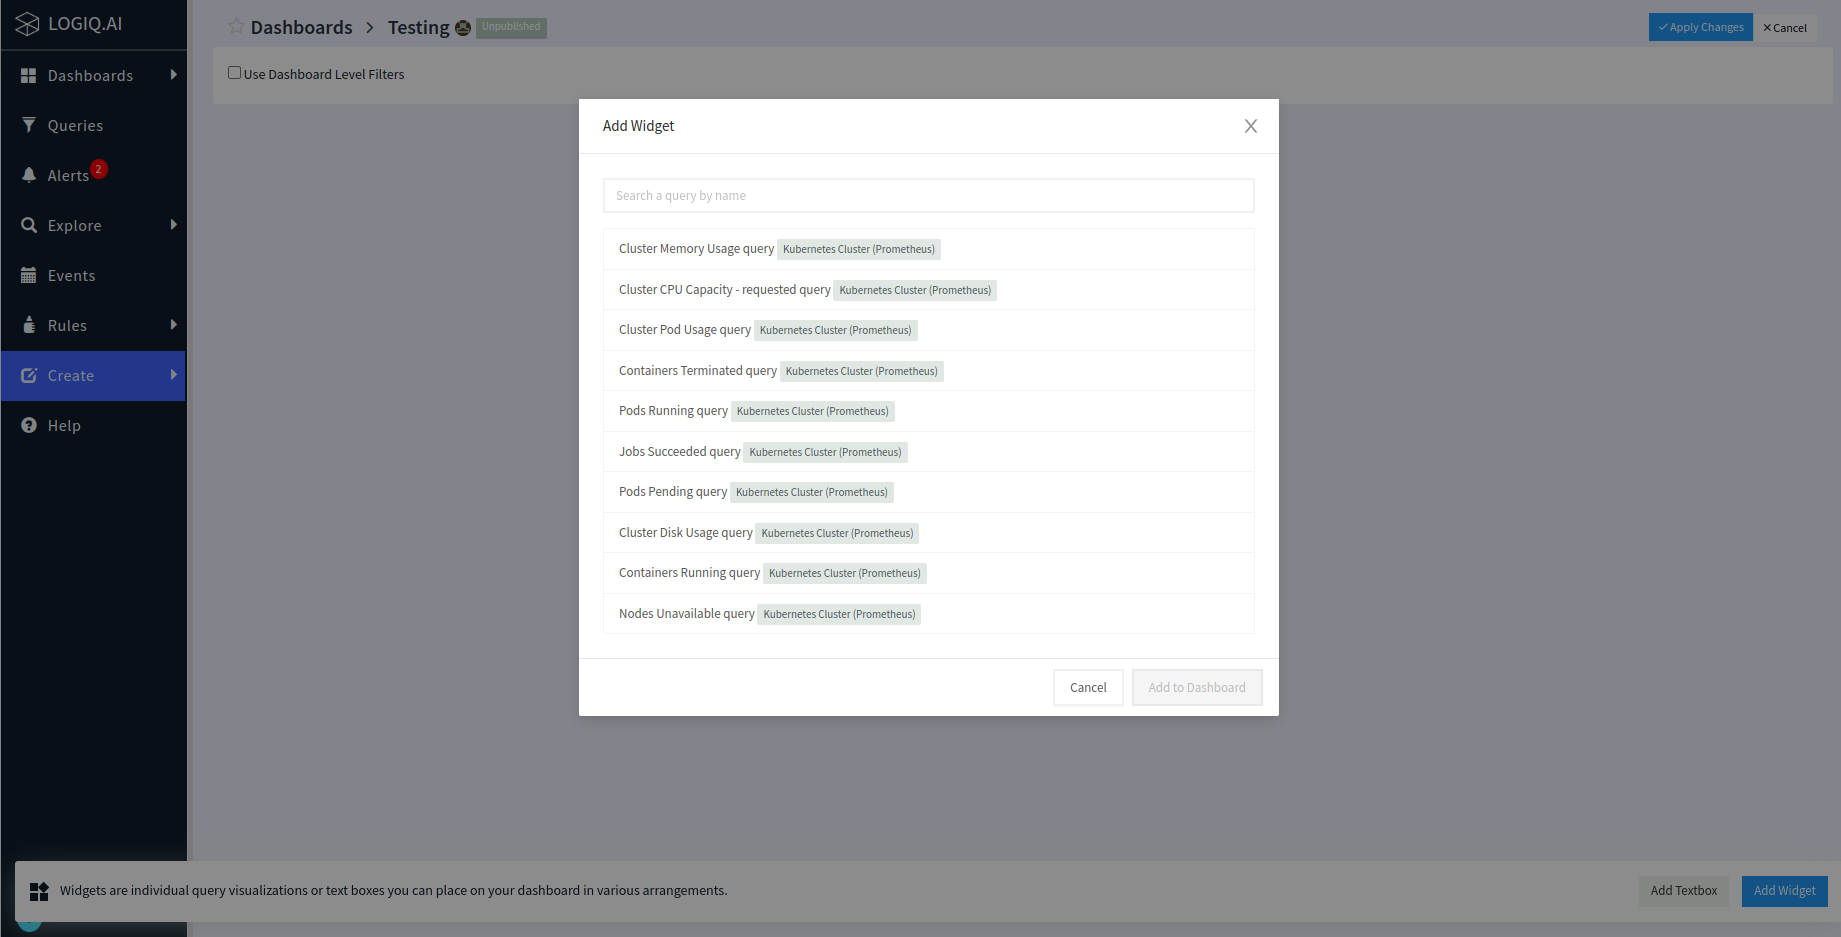 LOGIQ.AI
Dashboards
Queries
Alerts 2
Explore
Events
Rules
Create
Help
Dashboards > Testing Unpublished
Apply Changes Cancel
Use Dashboard Level Filters
Add Widget
Search a query by name
Cluster Memory Usage query Kubernetes Cluster (Prometheus)
Cluster CPU Capacity - requested query Kubernetes Cluster (Prometheus)
Cluster Pod Usage query Kubernetes Cluster (Prometheus)
Containers Terminated query Kubernetes Cluster (Prometheus)
Pods Running query Kubernetes Cluster (Prometheus)
Jobs Succeeded query Kubernetes Cluster (Prometheus)
Pods Pending query Kubernetes Cluster (Prometheus)
Cluster Disk Usage query Kubernetes Cluster (Prometheus)
Containers Running query Kubernetes Cluster (Prometheus)
Nodes Unavailable query Kubernetes Cluster (Prometheus)
Cancel Add to Dashboard
Widgets are individual query visualizations or text boxes you can place on your dashboard in various arrangements.
Add Textbox Add Widget